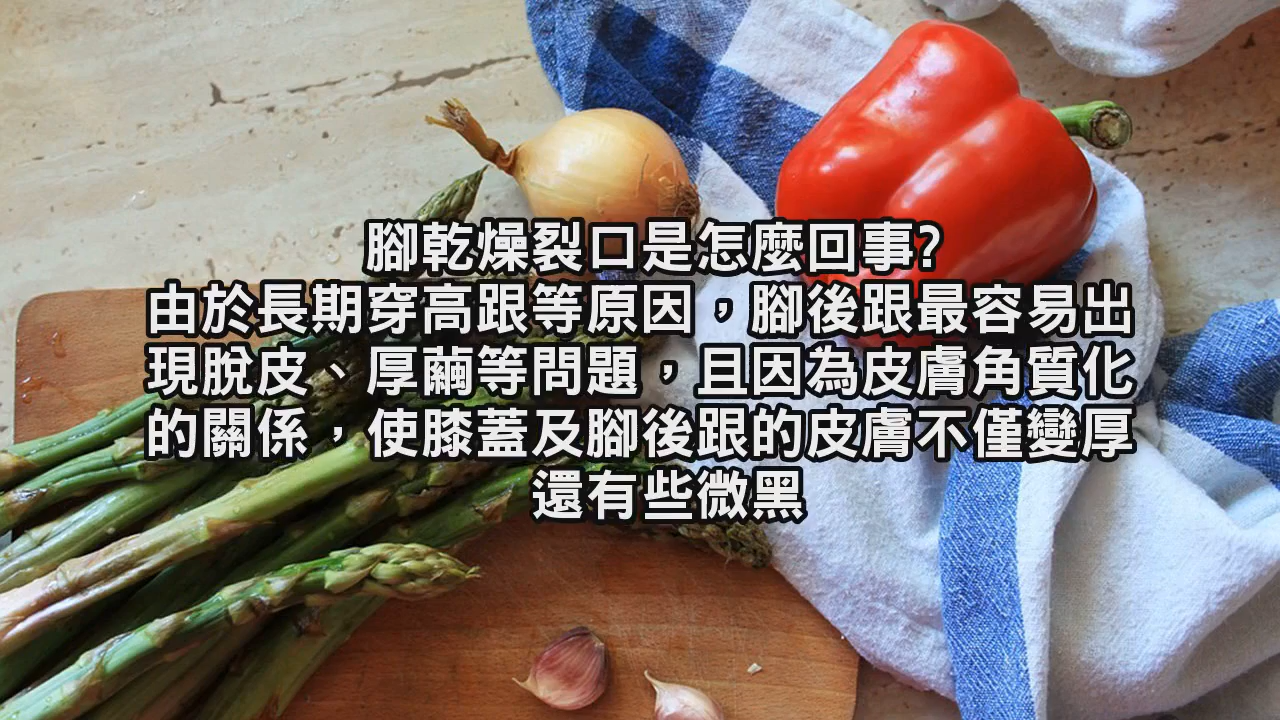 腳乾燥裂口是怎麼回事?
由於長期穿高跟等原因，腳後跟最容易出
現脫皮、厚繭等問題，且因為皮膚角質化
的關係，使膝蓋及腳後跟的皮膚不僅變厚
還有些微黑